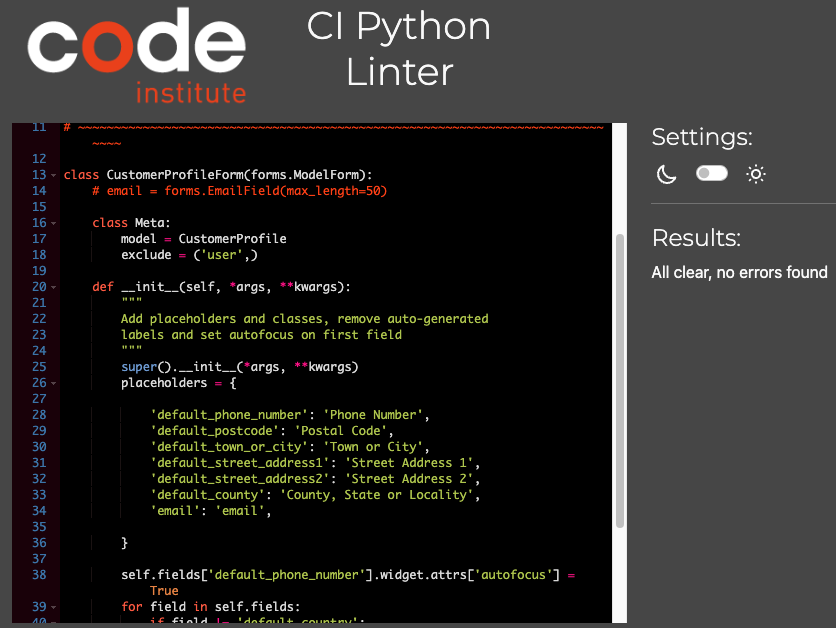 code
institute
CI Python
Linter
11 # ~~~~~~~~~~~~~~~~~~~~~~~~~~~~~~~~~~~~~~~~~~~~~~~~~~~~~~~~~~~~~~~~~~~~~~~~~
~~~~
12
13 class CustomerProfileForm(forms.ModelForm):
14 # email = forms.EmailField(max_length=50)
15
16 class Meta:
17 model = CustomerProfile
18 exclude = ('user',)
19
20 def __init__(self, *args, **kwargs):
21 """
22 Add placeholders and classes, remove auto-generated
23 labels and set autofocus on first field
24 """
25 super().__init__(*args, **kwargs)
26 placeholders = {
27
28 'default_phone_number': 'Phone Number',
29 'default_postcode': 'Postal Code',
30 'default_town_or_city': 'Town or City',
31 'default_street_address1': 'Street Address 1',
32 'default_street_address2': 'Street Address 2',
33 'default_county': 'County, State or Locality',
34 'email': 'email',
35
36 }
37
38 self.fields['default_phone_number'].widget.attrs['autofocus'] =
True
39 for field in self.fields:
40 if field != 'default_country':
Settings:
Results:
All clear, no errors found